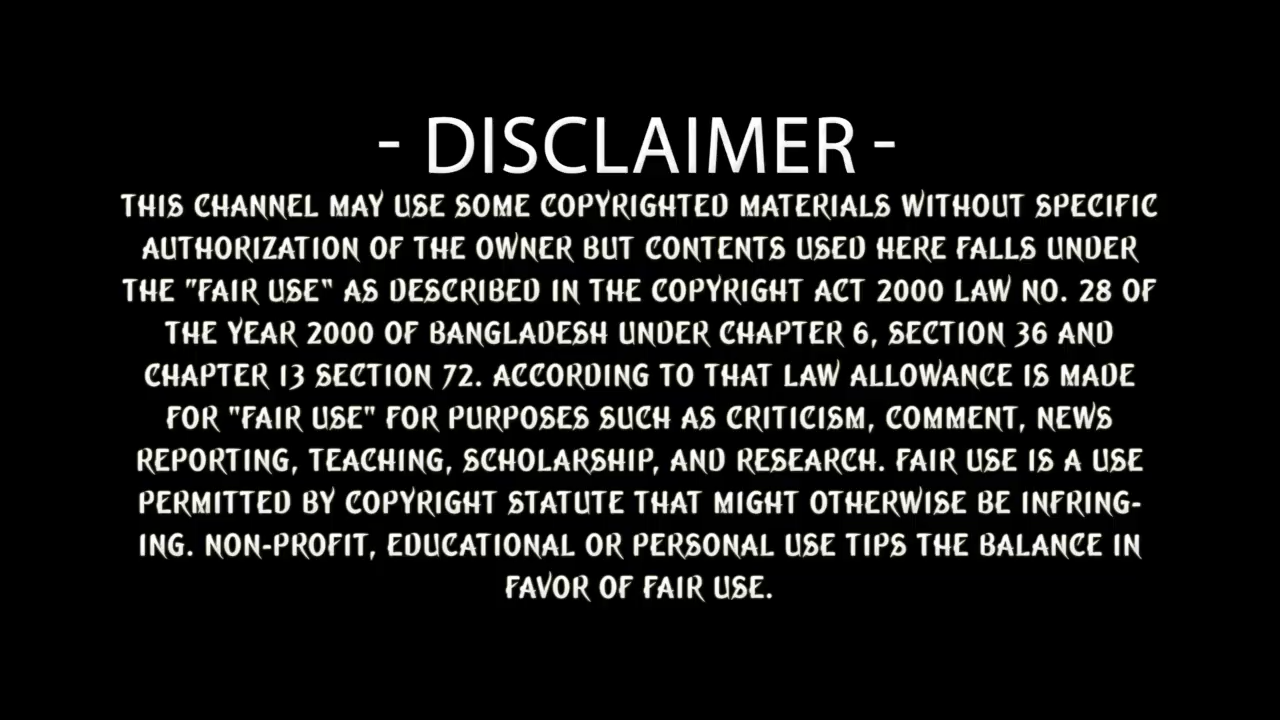 - DISCLAIMER -
THIS CHANNEL MAY USE SOME COPYRIGHTED MATERIALS WITHOUT SPECIFIC
AUTHORIZATION OF THE OWNER BUT CONTENTS USED HERE FALLS UNDER
THE "FAIR USE" AS DESCRIBED IN THE COPYRIGHT ACT 2000 LAW NO. 28 OF
THE YEAR 2000 OF BANGLADESH UNDER CHAPTER 6, SECTION 36 AND
CHAPTER 13 SECTION 72. ACCORDING TO THAT LAW ALLOWANCE IS MADE
FOR "FAIR USE" FOR PURPOSES SUCH AS CRITICISM, COMMENT, NEWS
REPORTING, TEACHING, SCHOLARSHIP, AND RESEARCH. FAIR USE IS A USE
PERMITTED BY COPYRIGHT STATUTE THAT MIGHT OTHERWISE BE INFRING-
ING. NON-PROFIT, EDUCATIONAL OR PERSONAL USE TIPS THE BALANCE IN
FAVOR OF FAIR USE.